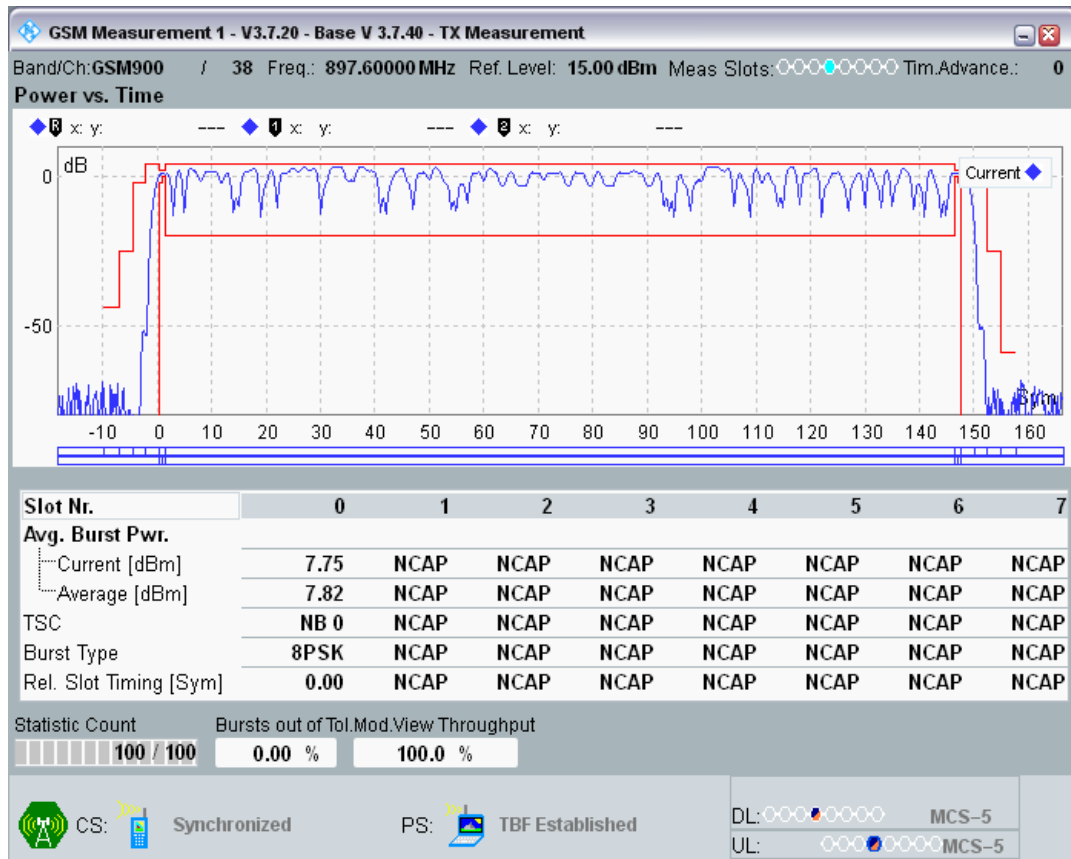 GSM Measurement 1 - V3.7.20 - Base V 3.7.40 - TX Measurement
Band/Ch:GSM900 / 38 Freq.: 897.60000 MHz Ref. Level: 15.00 dBm Meas Slots: Tim.Advance.: 0
Power vs. Time
R x: y: --- 1 x: y: --- 2 x: y: ---
dB
Current
0
-50
Sym
-10 0 10 20 30 40 50 60 70 80 90 100 110 120 130 140 150 160
Slot Nr. 0 1 2 3 4 5 6 7
Avg. Burst Pwr.
Current [dBm] 7.75 NCAP NCAP NCAP NCAP NCAP NCAP NCAP
Average [dBm] 7.82 NCAP NCAP NCAP NCAP NCAP NCAP NCAP
TSC NB 0 NCAP NCAP NCAP NCAP NCAP NCAP NCAP
Burst Type 8PSK NCAP NCAP NCAP NCAP NCAP NCAP NCAP
Rel. Slot Timing [Sym] 0.00 NCAP NCAP NCAP NCAP NCAP NCAP NCAP
Statistic Count Bursts out of Tol.Mod.View Throughput
100 / 100 0.00 % 100.0 %
CS: Synchronized PS: TBF Established
DL: MCS-5
UL: MCS-5